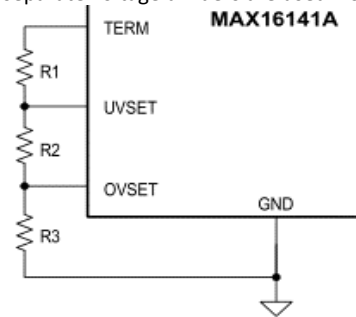 TERM
MAX16141A
R1
UVSET
R2
OVSET
GND
R3